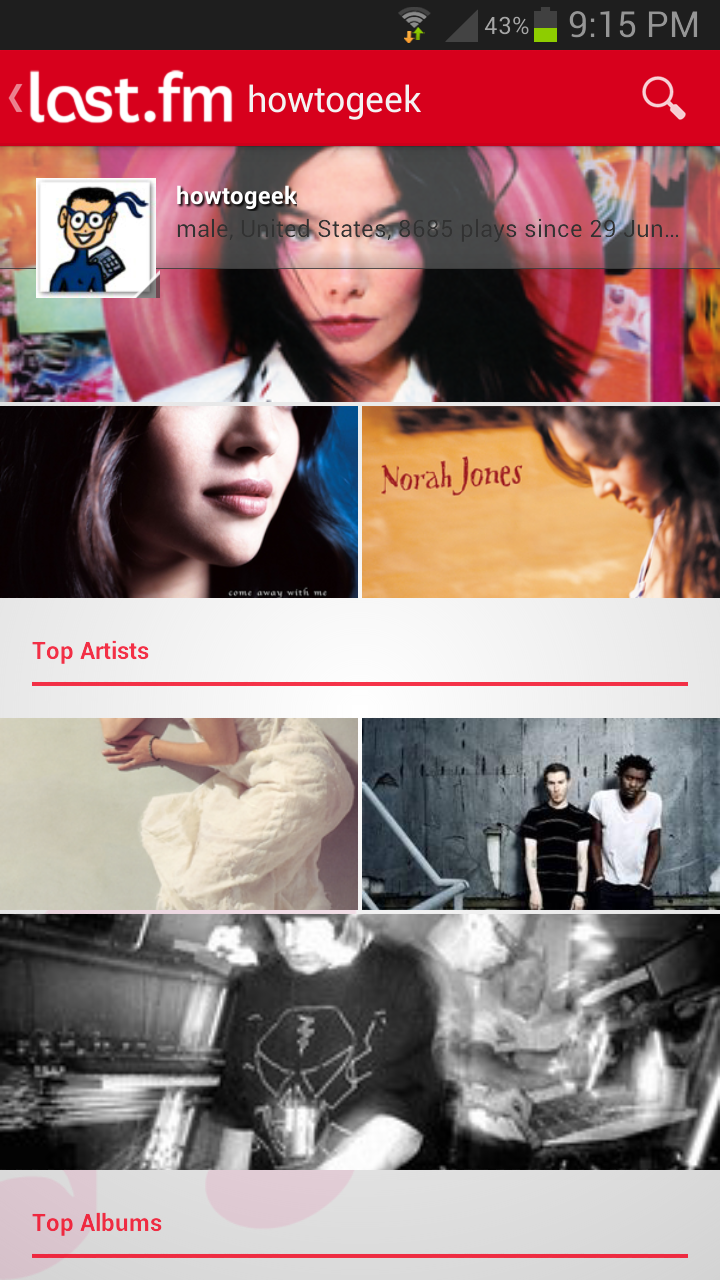 43% 9:15 PM
last.fm howtogeek
howtogeek
male, United States, 8685 plays since 29 Jun...
Norah Jones
come away with me
Top Artists
Top Albums